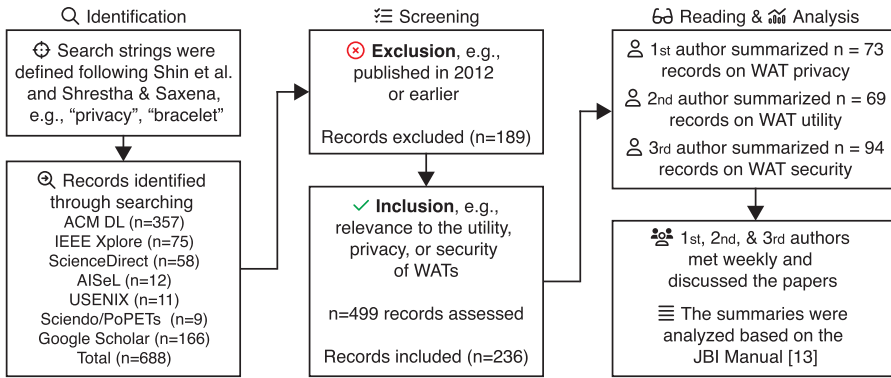 Identification
Search strings were
defined following Shin et al.
and Shrestha & Saxena,
e.g., “privacy”, “bracelet”
Records identified
through searching
ACM DL (n=357)
IEEE Xplore (n=75)
ScienceDirect (n=58)
AISeL (n=12)
USENIX (n=11)
Sciendo/PoPETs (n=9)
Google Scholar (n=166)
Total (n=688)
Screening
Exclusion, e.g.,
published in 2012
or earlier
Records excluded (n=189)
Inclusion, e.g.,
relevance to the utility,
privacy, or security
of WATs
n=499 records assessed
Records included (n=236)
Reading & Analysis
1st author summarized n = 73
records on WAT privacy
2nd author summarized n = 69
records on WAT utility
3rd author summarized n = 94
records on WAT security
1st, 2nd, & 3rd authors
met weekly and
discussed the papers
The summaries were
analyzed based on the
JBI Manual [13]